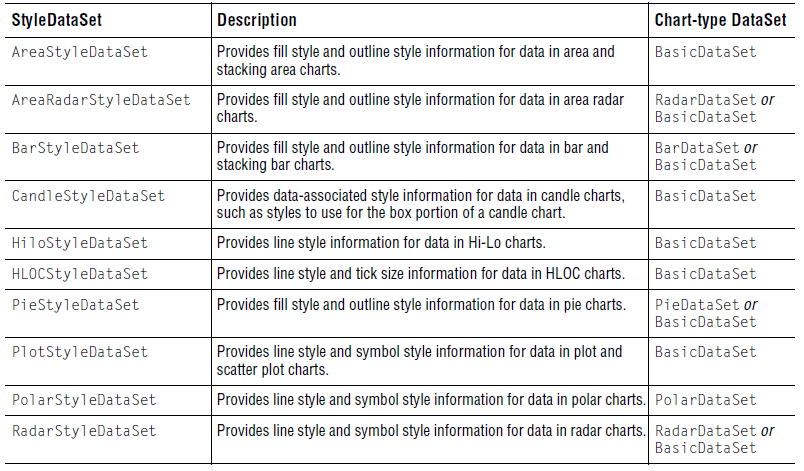 StyleDataSet Description Chart-type DataSet
AreaStyleDataSet Provides fill style and outline style information for data in area and BasicDataSet
stacking area charts.
AreaRadarStyleDataSet Provides fill style and outline style information for data in area radar RadarDataSet or
charts. BasicDataSet
BarStyleDataSet Provides fill style and outline style information for data in bar and BarDataSet or
stacking bar charts. BasicDataSet
CandleStyleDataSet Provides data-associated style information for data in candle charts, BasicDataSet
such as styles to use for the box portion of a candle chart.
HiloStyleDataSet Provides line style information for data in Hi-Lo charts. BasicDataSet
HLOCStyleDataSet Provides line style and tick size information for data in HLOC charts. BasicDataSet
PieStyleDataSet Provides fill style and outline style information for data in pie charts. PieDataSet or
BasicDataSet
PlotStyleDataSet Provides line style and symbol style information for data in plot and BasicDataSet
scatter plot charts.
PolarStyleDataSet Provides line style and symbol style information for data in polar charts. PolarDataSet
RadarStyleDataSet Provides line style and symbol style information for data in radar charts. RadarDataSet or
BasicDataSet